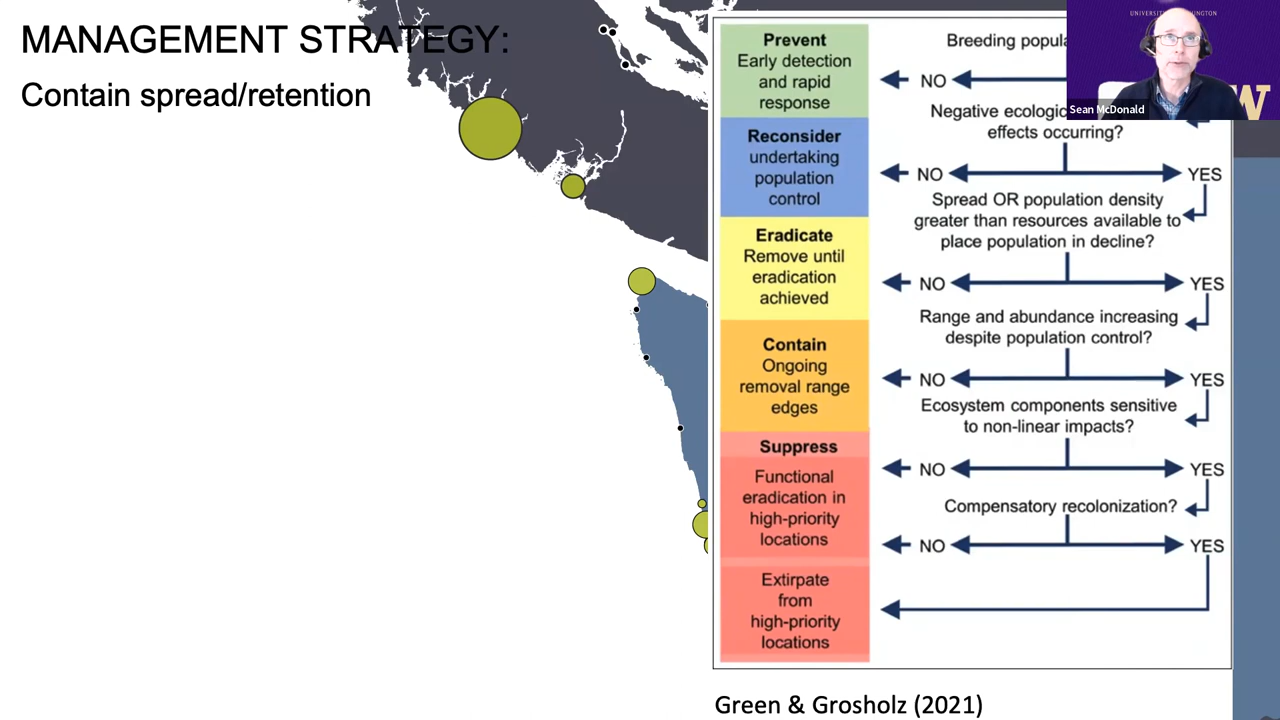 MANAGEMENT STRATEGY:
Contain spread/retention
Prevent
Early detection
and rapid
response
Reconsider
undertaking
population
control
Eradicate
Remove until
eradication
achieved
Contain
Ongoing
removal range
edges
Suppress
Functional
eradication in
high-priority
locations
Extirpate
from
high-priority
locations
Breeding
NO
Negative
effects occurring?
NO YES
Spread OR population density
greater than resources available to
place population in decline?
NO YES
Range and abundance increasing
despite population control?
NO YES
Ecosystem components sensitive
to non-linear impacts?
NO YES
Compensatory recolonization?
NO YES
Sean McDonald
W
Green & Grosholz (2021)